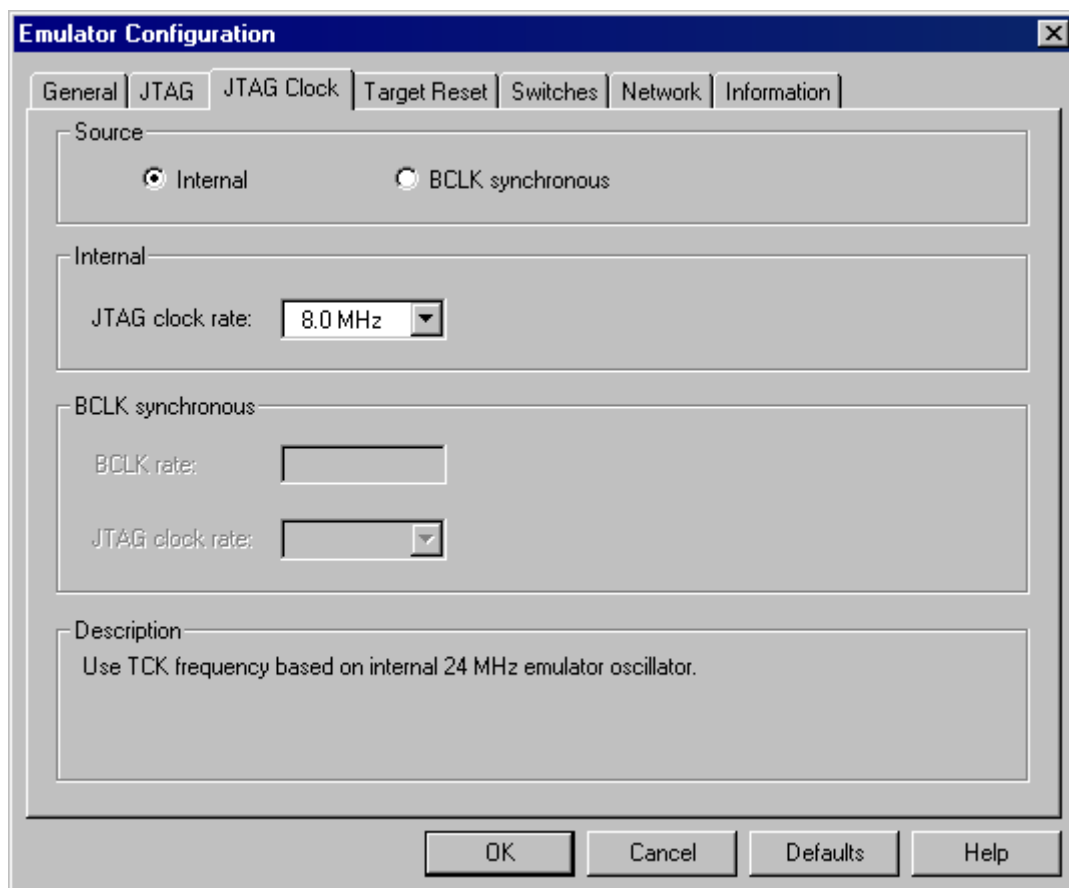 Emulator Configuration
General JTAG JTAG Clock Target Reset Switches Network Information
Source
Internal BCLK synchronous
Internal
JTAG clock rate: 8.0 MHz
BCLK synchronous
BCLK rate:
JTAG clock rate:
Description
Use TCK frequency based on internal 24 MHz emulator oscillator.
OK Cancel Defaults Help